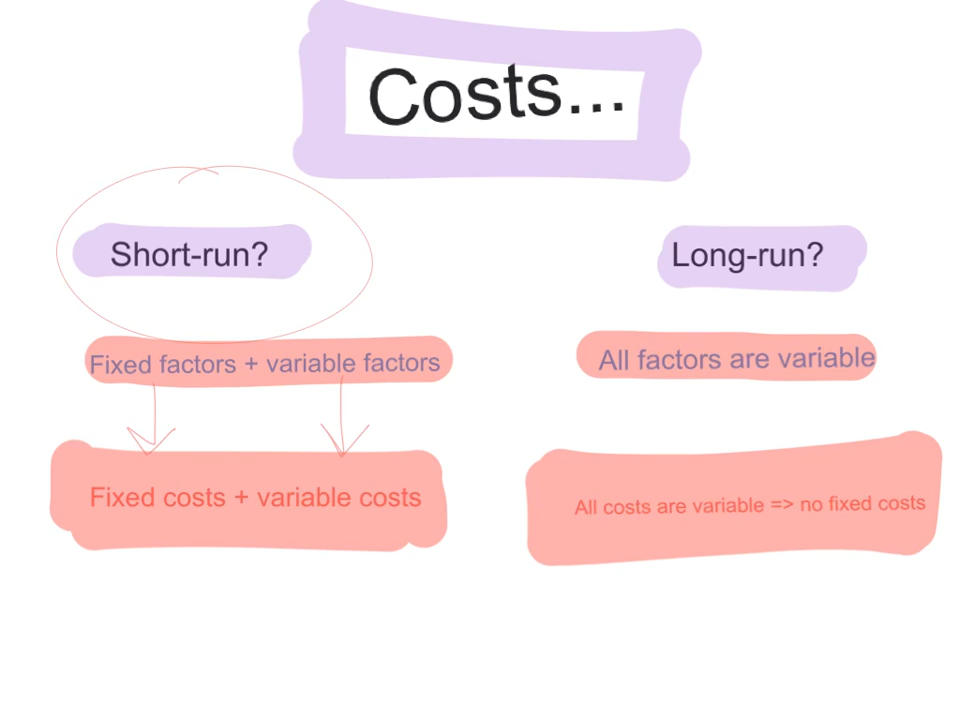 Costs...
Short-run?
Long-run?
Fixed factors + variable factors
All factors are variable
Fixed costs + variable costs
All costs are variable => no fixed costs